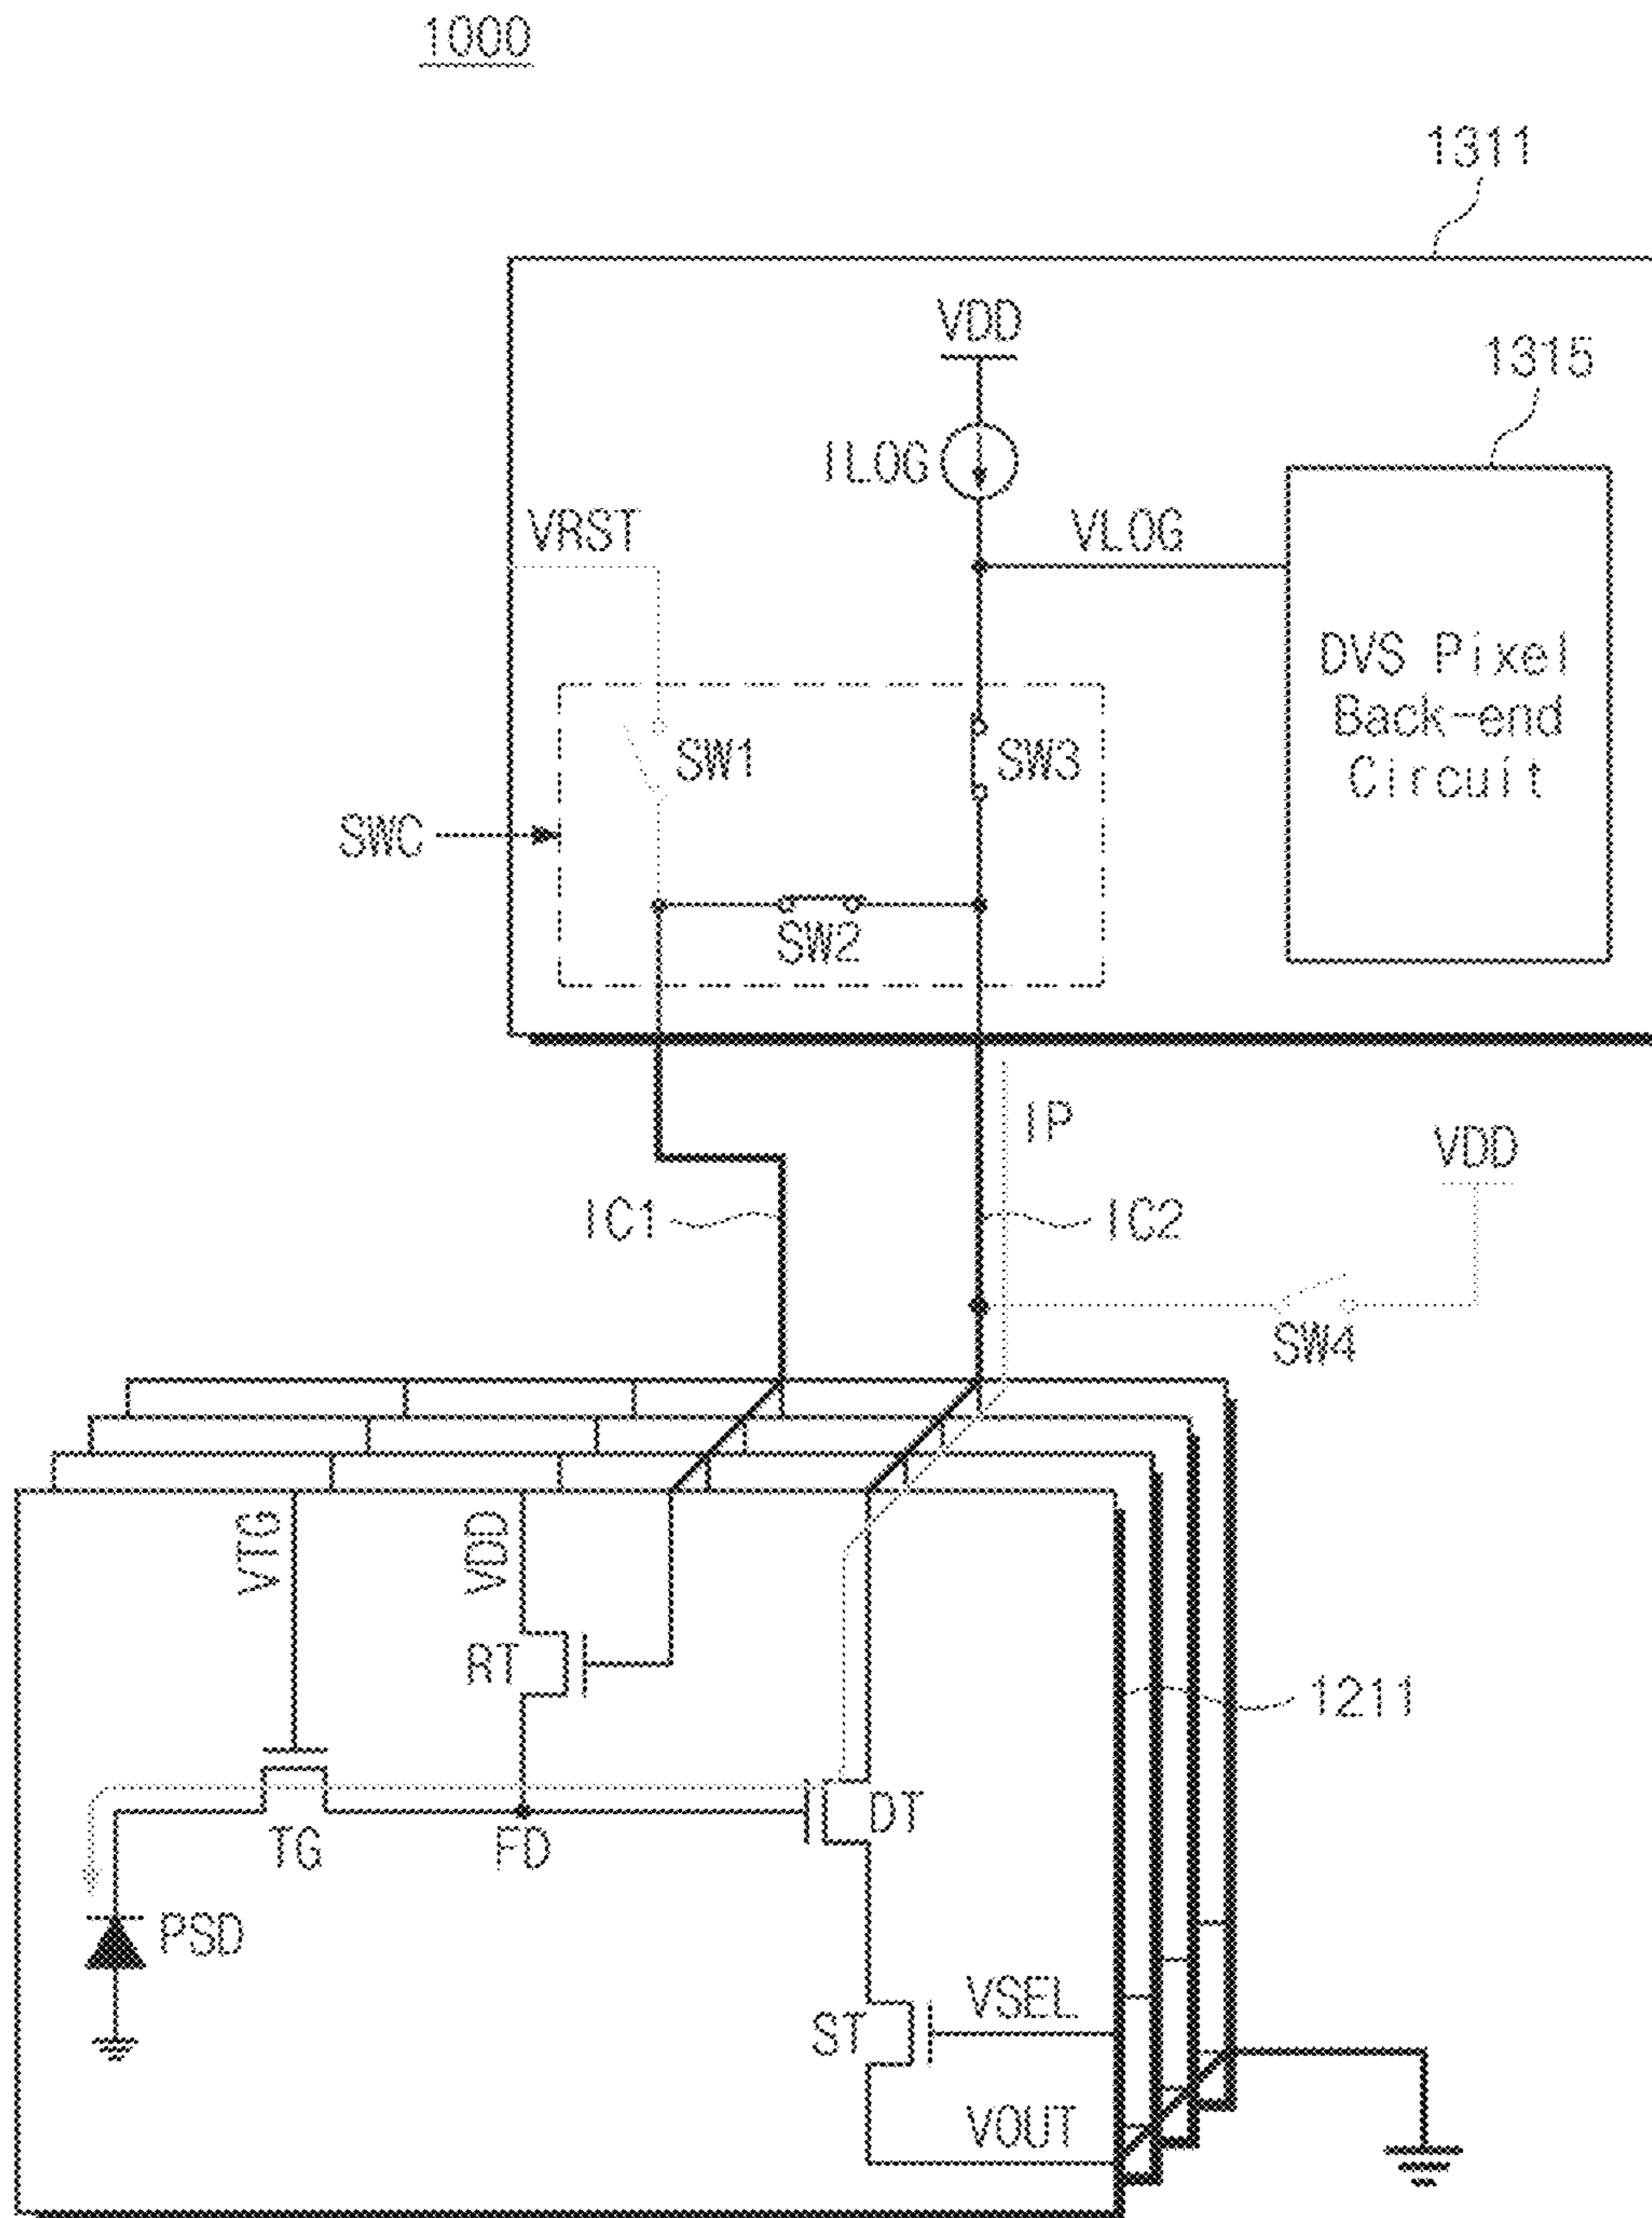 1000
1311
VDD
1315
ILOG
VRST
VLOG
DVS Pixel
Back-end
Circuit
SW1
SW3
SWC
SW2
IP
VDD
IC1
IC2
SW4
VTG
VDD
RT
1211
DT
TG
FD
PSD
VSEL
ST
VOUT